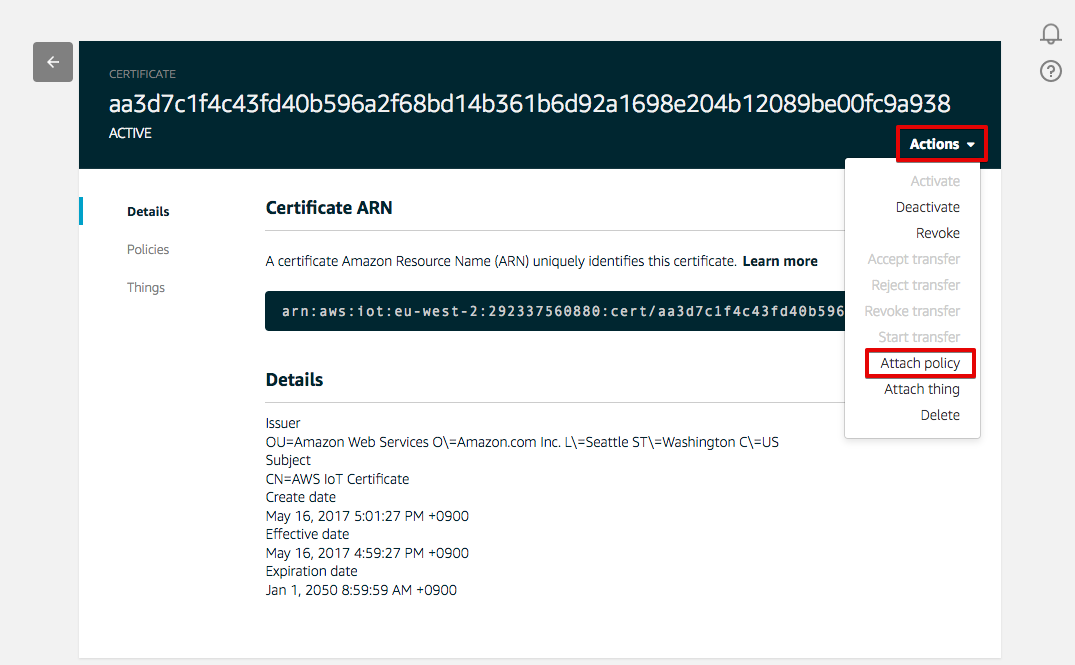 CERTIFICATE
aa3d7c1f4c43fd40b596a2f68bd14b361b6d92a1698e204b12089be00fc9a938
ACTIVE
Actions
Activate
Deactivate
Revoke
Accept transfer
Reject transfer
Revoke transfer
Start transfer
Attach policy
Attach thing
Delete
Details
Policies
Things
Certificate ARN
A certificate Amazon Resource Name (ARN) uniquely identifies this certificate. Learn more
arn:aws:iot:eu-west-2:292337560880:cert/aa3d7c1f4c43fd40b596
Details
Issuer
OU=Amazon Web Services O\=Amazon.com Inc. L\=Seattle ST\=Washington C\=US
Subject
CN=AWS IoT Certificate
Create date
May 16, 2017 5:01:27 PM +0900
Effective date
May 16, 2017 4:59:27 PM +0900
Expiration date
Jan 1, 2050 8:59:59 AM +0900